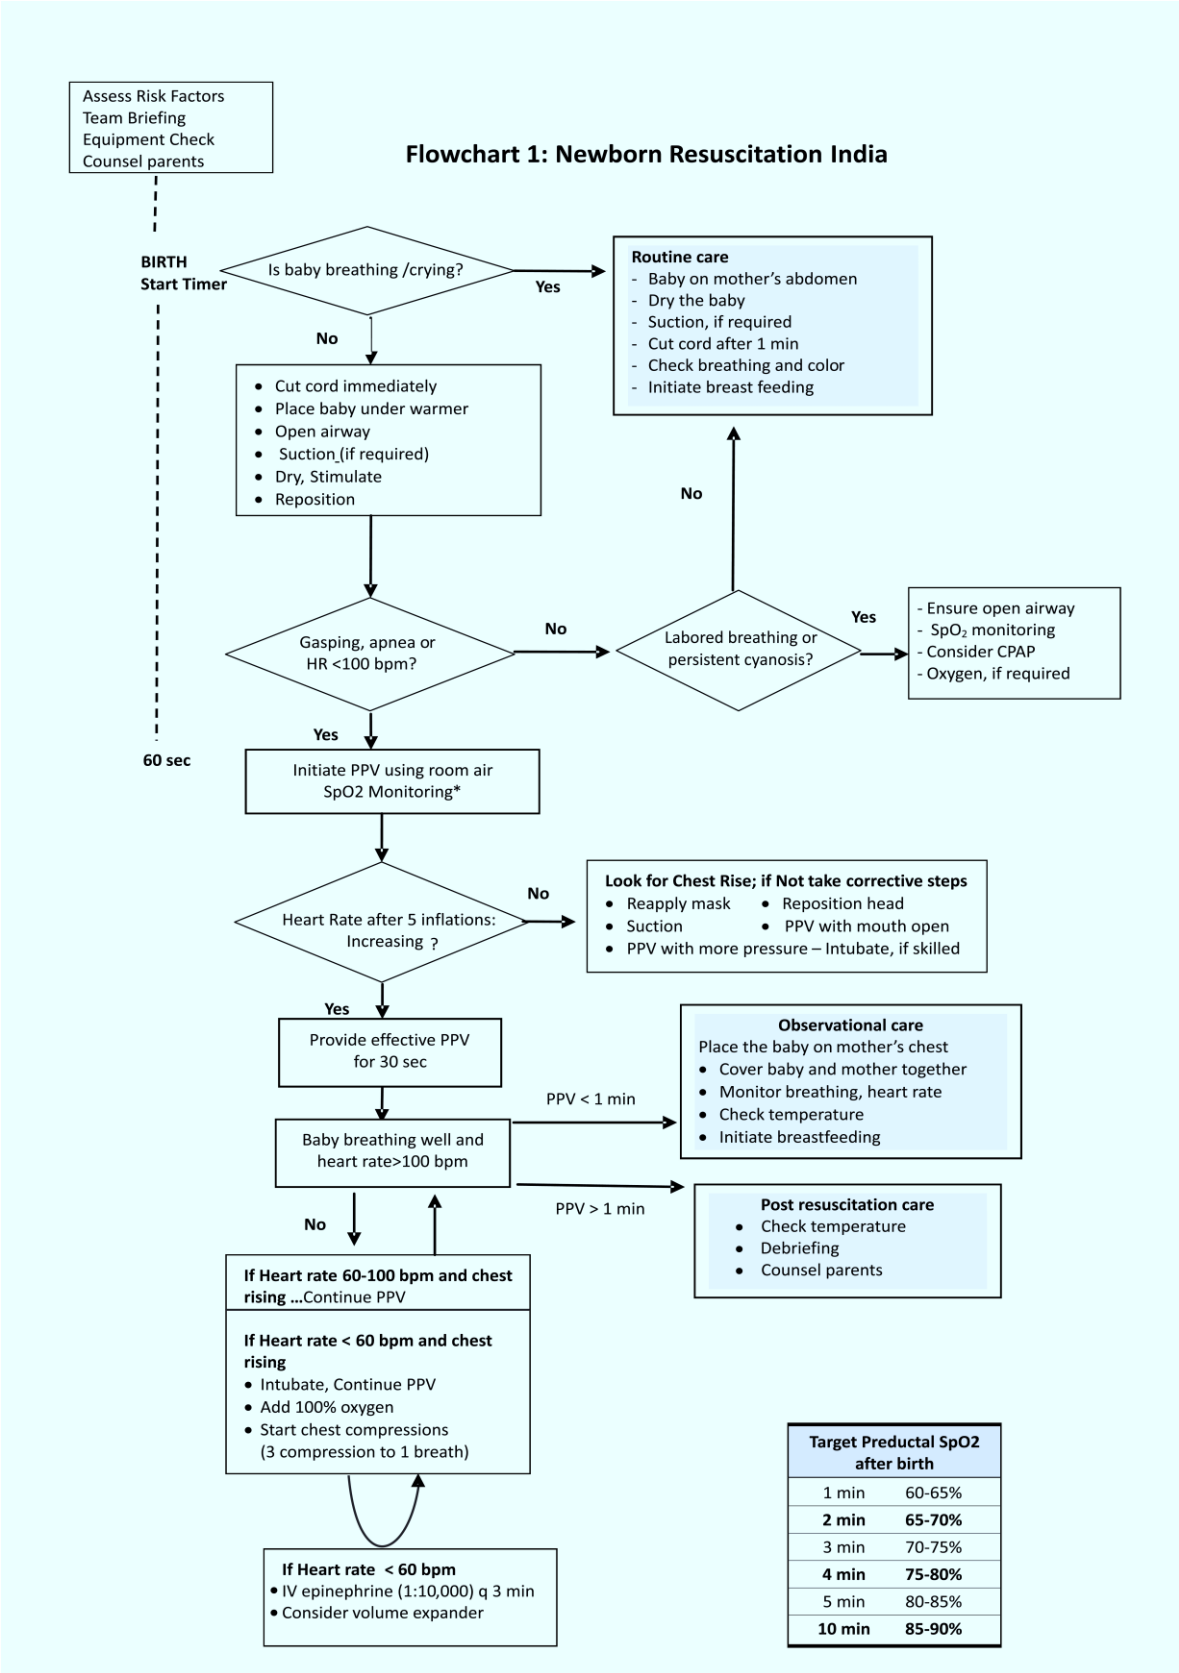 Assess Risk Factors
Team Briefing
Equipment Check
Counsel parents
Flowchart 1: Newborn Resuscitation India
BIRTH
Start Timer
Is baby breathing /crying?
Yes
No
Routine care
- Baby on mother’s abdomen
- Dry the baby
- Suction, if required
- Cut cord after 1 min
- Check breathing and color
- Initiate breast feeding
• Cut cord immediately
• Place baby under warmer
• Open airway
• Suction_(if required)
• Dry, Stimulate
• Reposition
No
Gasping, apnea or
HR <100 bpm?
No
Labored breathing or
persistent cyanosis?
Yes
- Ensure open airway
- SpO₂ monitoring
- Consider CPAP
- Oxygen, if required
Yes
60 sec
Initiate PPV using room air
SpO2 Monitoring*
Heart Rate after 5 inflations:
Increasing ?
No
Look for Chest Rise; if Not take corrective steps
• Reapply mask • Reposition head
• Suction • PPV with mouth open
• PPV with more pressure – Intubate, if skilled
Yes
Provide effective PPV
for 30 sec
Observational care
Place the baby on mother’s chest
• Cover baby and mother together
• Monitor breathing, heart rate
• Check temperature
• Initiate breastfeeding
PPV < 1 min
Baby breathing well and
heart rate>100 bpm
PPV > 1 min
Post resuscitation care
• Check temperature
• Debriefing
• Counsel parents
No
If Heart rate 60-100 bpm and chest
rising ...Continue PPV
If Heart rate < 60 bpm and chest
rising
• Intubate, Continue PPV
• Add 100% oxygen
• Start chest compressions
(3 compression to 1 breath)
If Heart rate < 60 bpm
• IV epinephrine (1:10,000) q 3 min
• Consider volume expander
Target Preductal SpO2
after birth
1 min 60-65%
2 min 65-70%
3 min 70-75%
4 min 75-80%
5 min 80-85%
10 min 85-90%